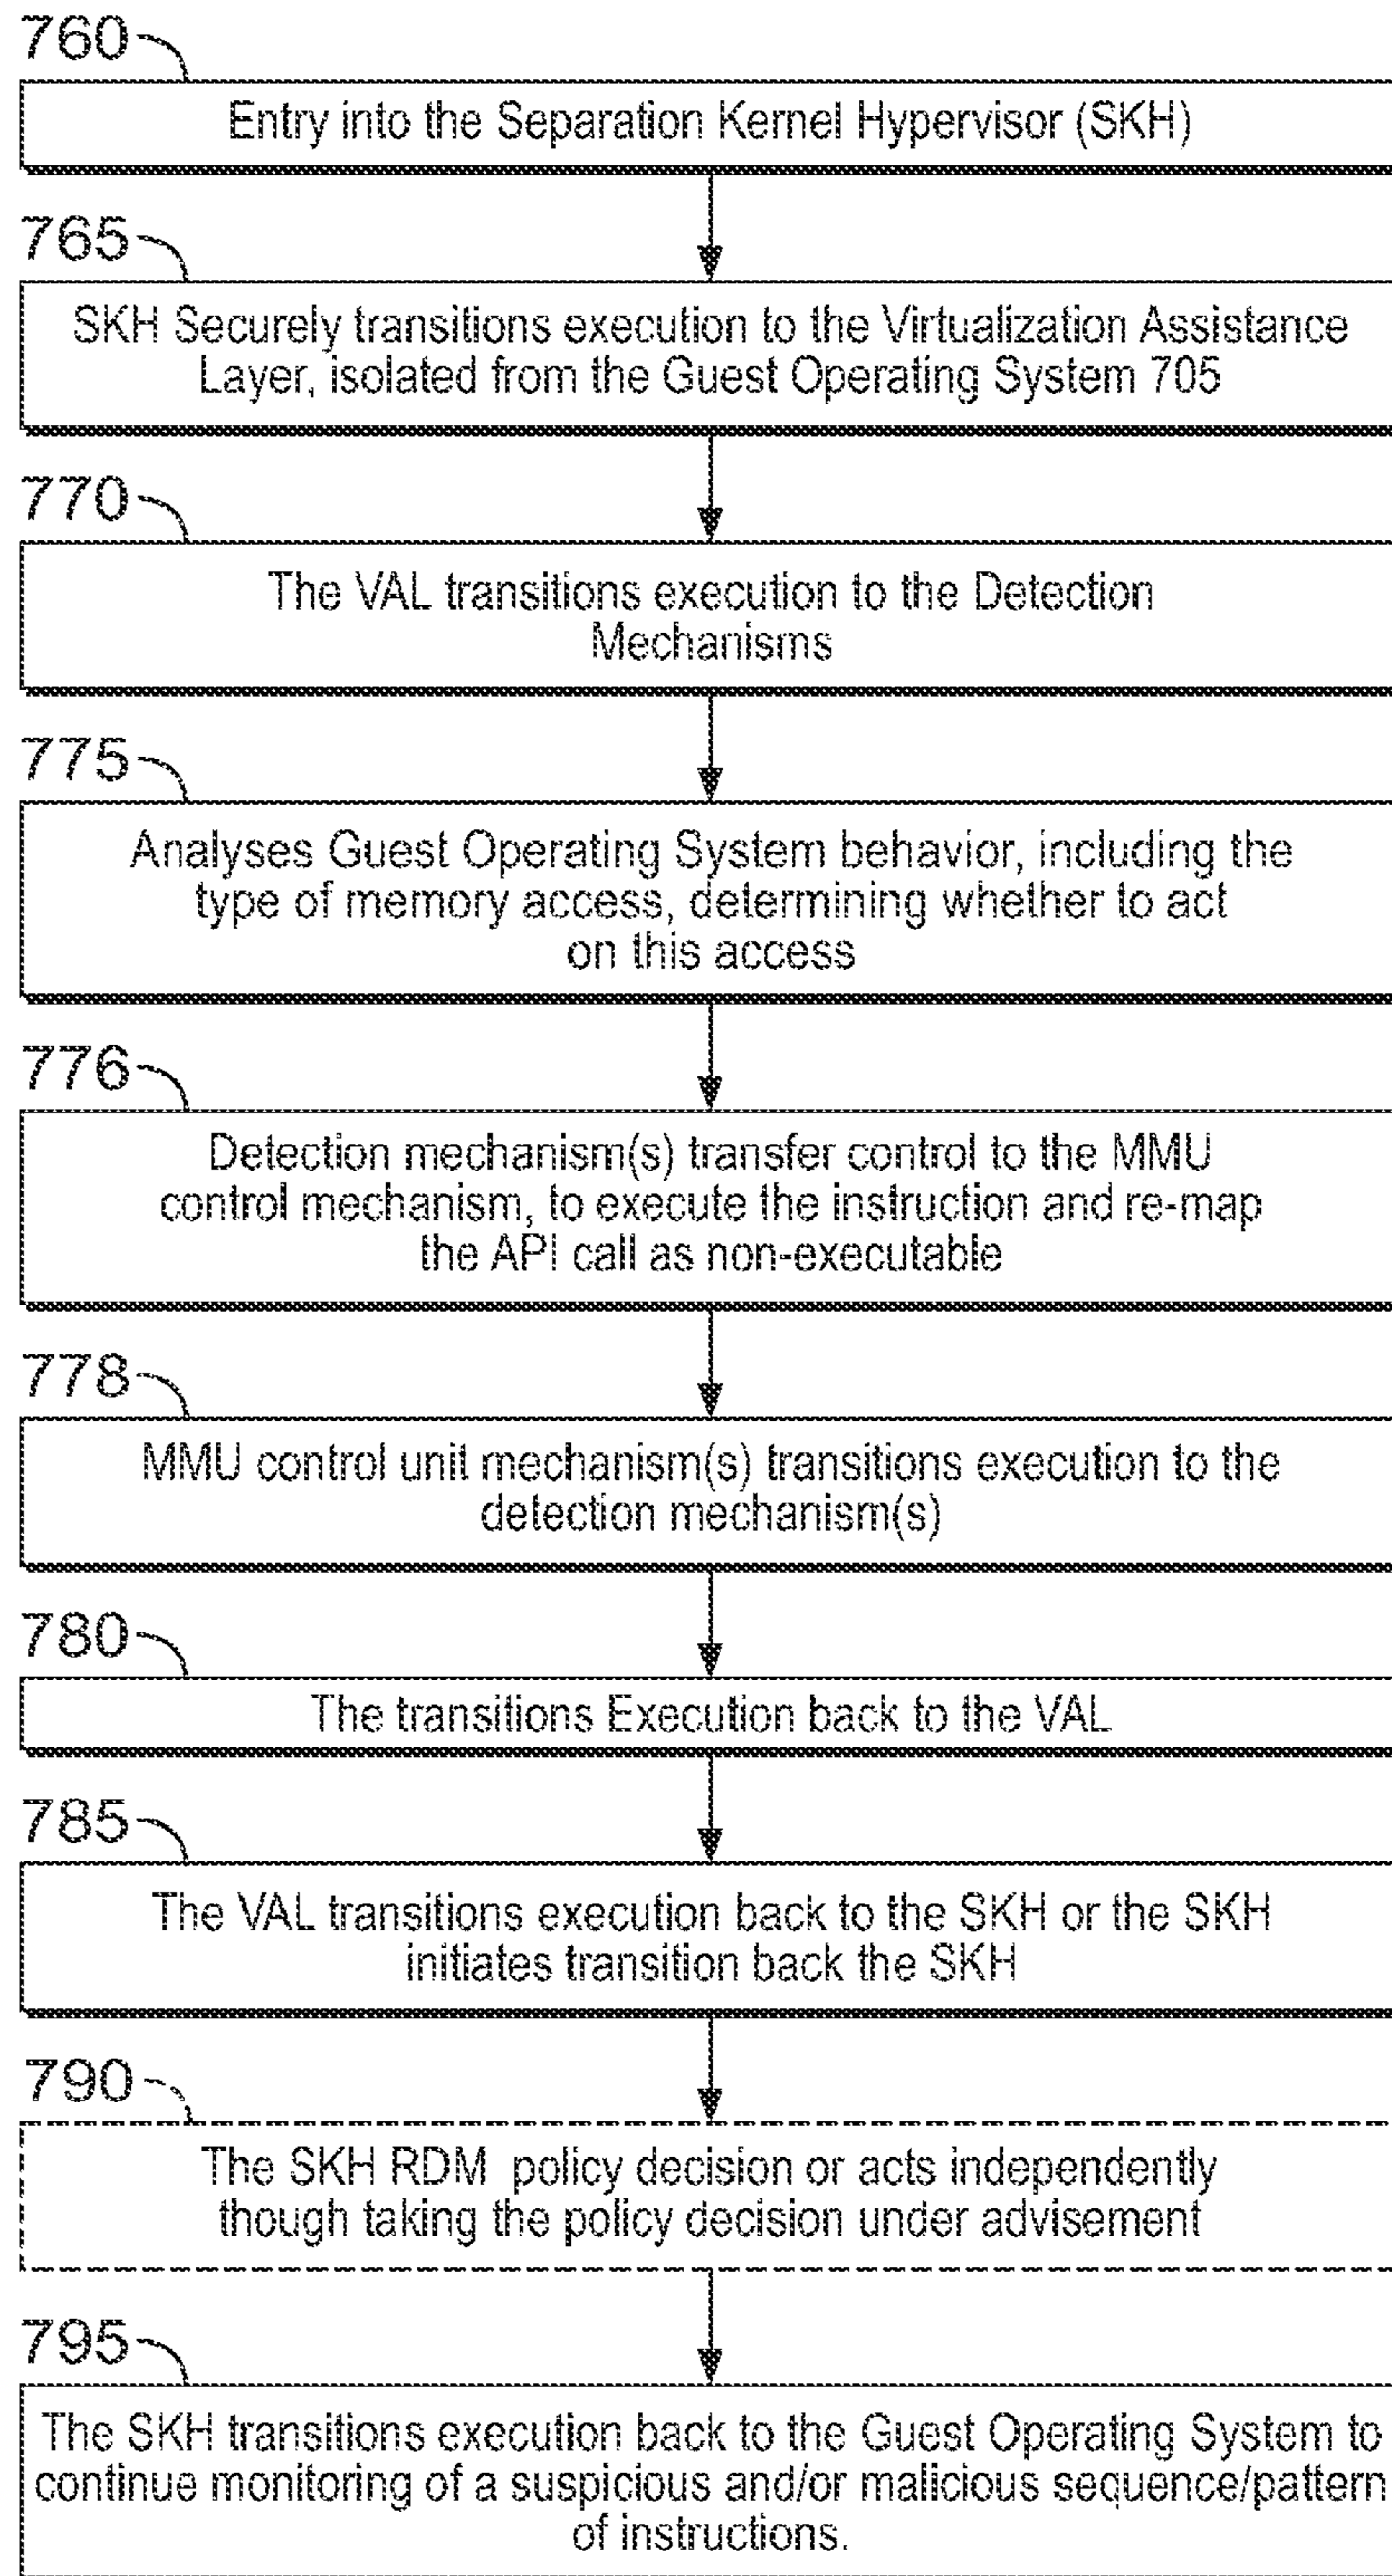 760
Entry into the Separation Kernel Hypervisor (SKH)
765
SKH Securely transitions execution to the Virtualization Assistance
Layer, isolated from the Guest Operating System 705
770
The VAL transitions execution to the Detection
Mechanisms
775
Analyses Guest Operating System behavior, including the
type of memory access, determining whether to act
on this access
776
Detection mechanism(s) transfer control to the MMU
control mechanism, to execute the instruction and re-map
the API call as non-executable
778
MMU control unit mechanism(s) transitions execution to the
detection mechanism(s)
780
The transitions Execution back to the VAL
785
The VAL transitions execution back to the SKH or the SKH
initiates transition back the SKH
790
The SKH RDM policy decision or acts independently
though taking the policy decision under advisement
795
The SKH transitions execution back to the Guest Operating System to
continue monitoring of a suspicious and/or malicious sequence/pattern
of instructions.